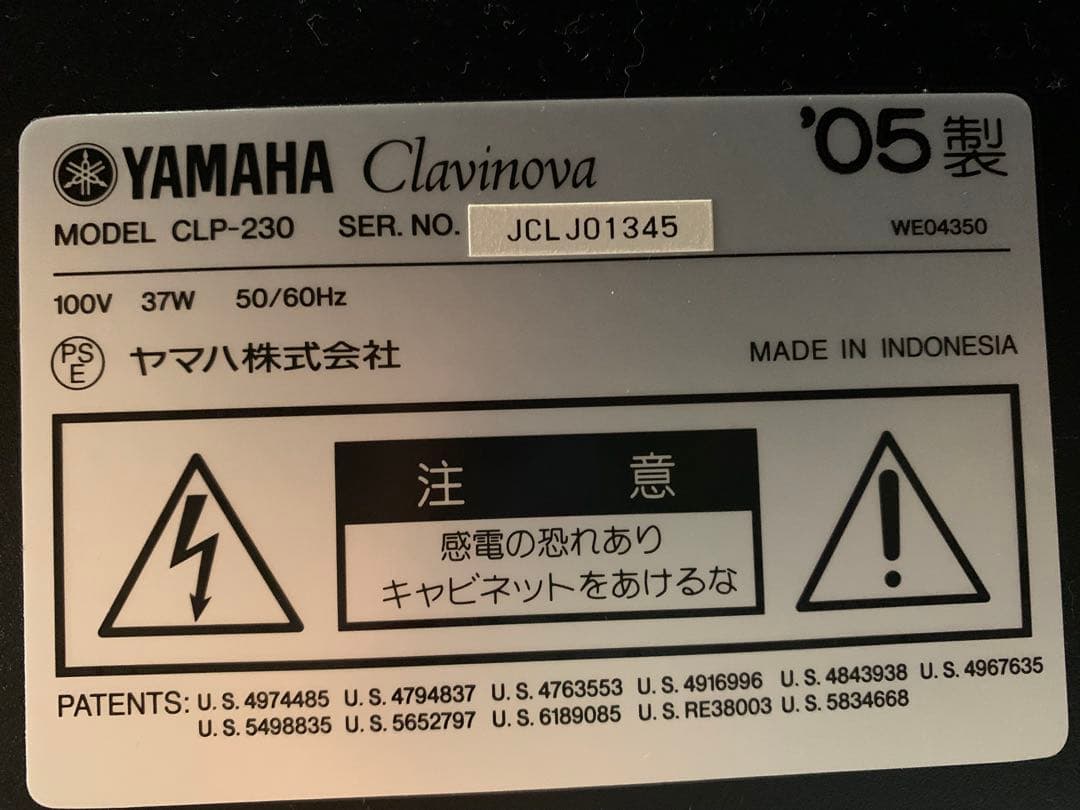 YAMAHA Clavinova '05製
MODEL CLP-230 SER. NO. JCLJ01345 WE04350
100V 37W 50/60Hz
PSE ヤマハ株式会社 MADE IN INDONESIA
注意
感電の恐れあり
キャビネットをあけるな
PATENTS: U.S.4974485 U.S.4794837 U.S.4763553 U.S.4916996 U.S.4843938 U.S.4967635
U.S.5498835 U.S.5652797 U.S.6189085 U.S.RE38003 U.S.5834668